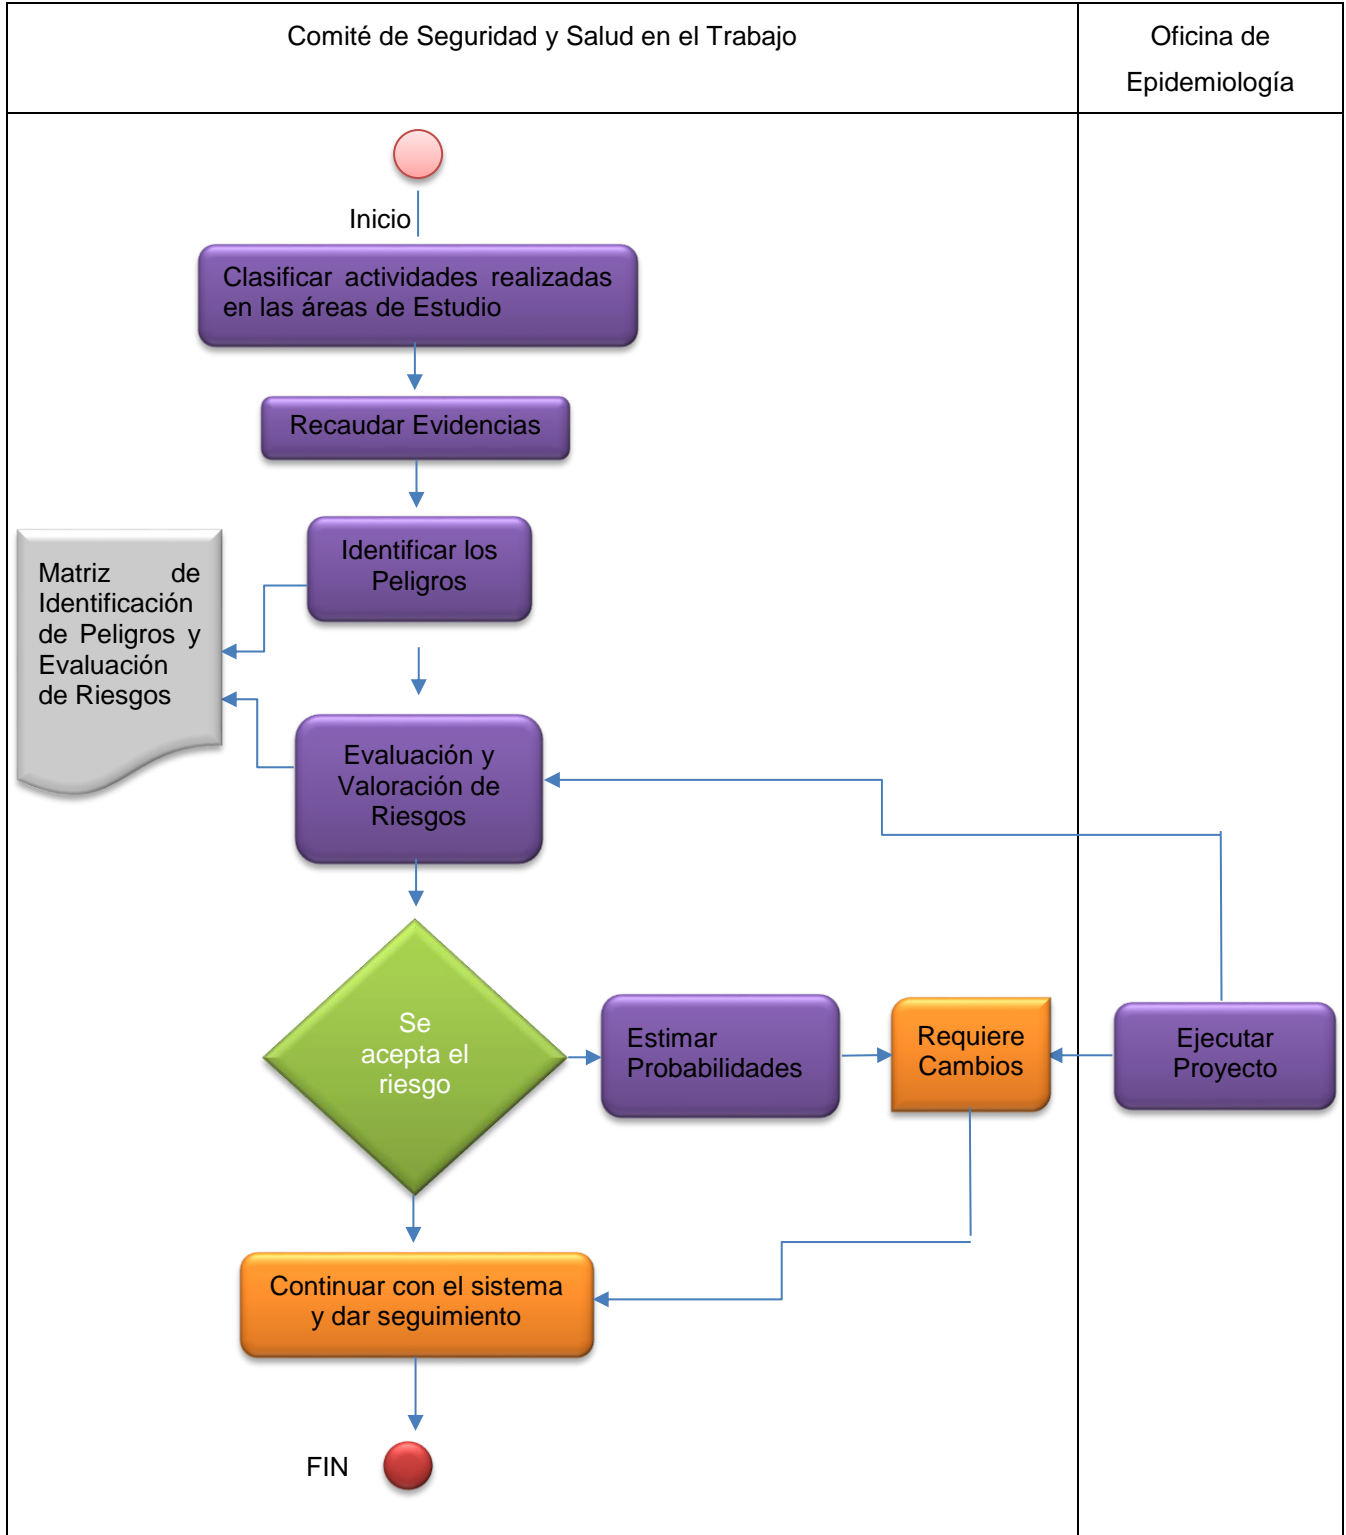 Comité de Seguridad y Salud en el Trabajo
Oficina de
Epidemiología
Inicio
Clasificar actividades realizadas
en las áreas de Estudio
Recaudar Evidencias
Identificar los
Peligros
Matriz de
Identificación
de Peligros y
Evaluación
de Riesgos
Evaluación y
Valoración de
Riesgos
Se
acepta el
riesgo
Estimar
Probabilidades
Requiere
Cambios
Ejecutar
Proyecto
Continuar con el sistema
y dar seguimiento
FIN